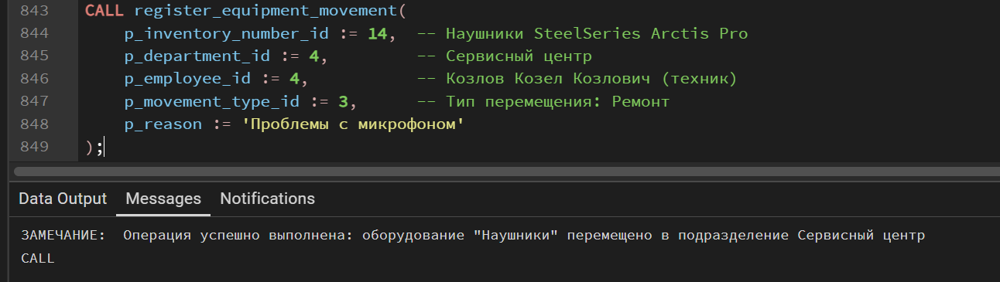 843 CALL register_equipment_movement(
844 p_inventory_number_id := 14, -- Наушники SteelSeries Arctis Pro
845 p_department_id := 4, -- Сервисный центр
846 p_employee_id := 4, -- Козлов Козел Козлович (техник)
847 p_movement_type_id := 3, -- Тип перемещения: Ремонт
848 p_reason := 'Проблемы с микрофоном'
849 );
Data Output Messages Notifications
ЗАМЕЧАНИЕ: Операция успешно выполнена: оборудование "Наушники" перемещено в подразделение Сервисный центр
CALL